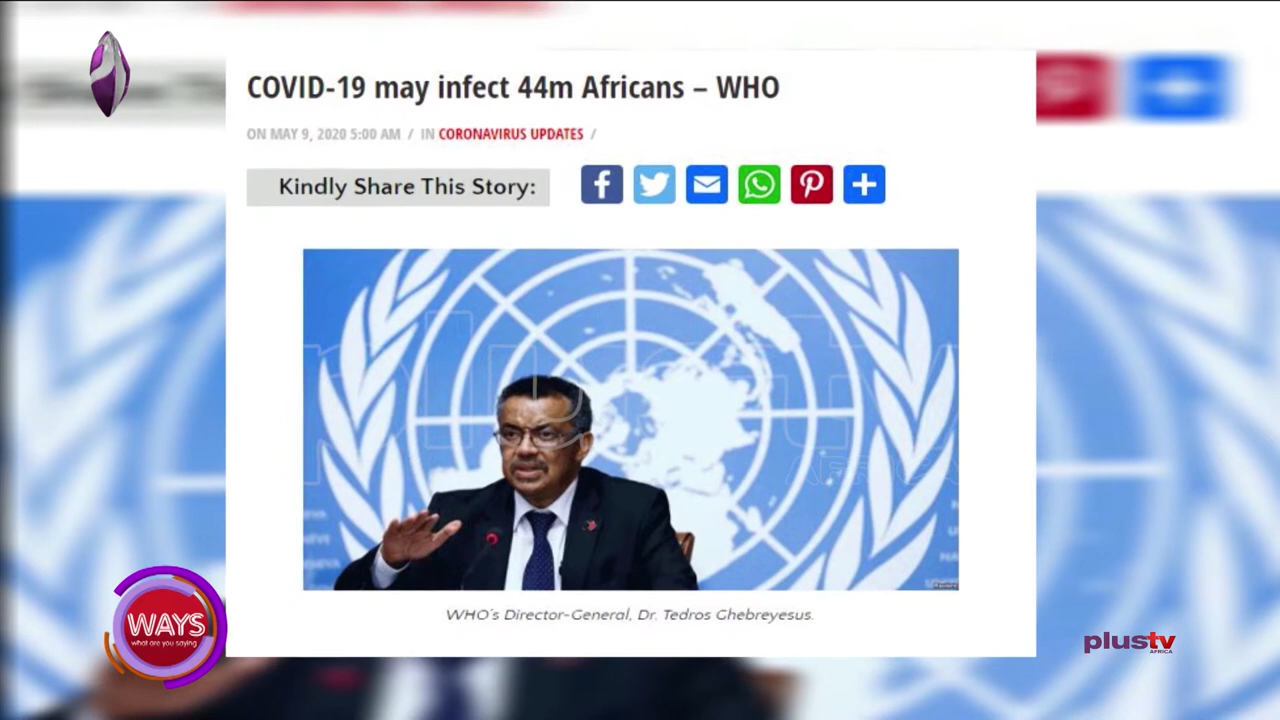 COVID-19 may infect 44m Africans – WHO
ON MAY 9, 2020 5:00 AM / IN CORONAVIRUS UPDATES /
Kindly Share This Story:
WHO's Director-General, Dr. Tedros Ghebreyesus.
WAYS
what are you saying
plustv
AFRICA